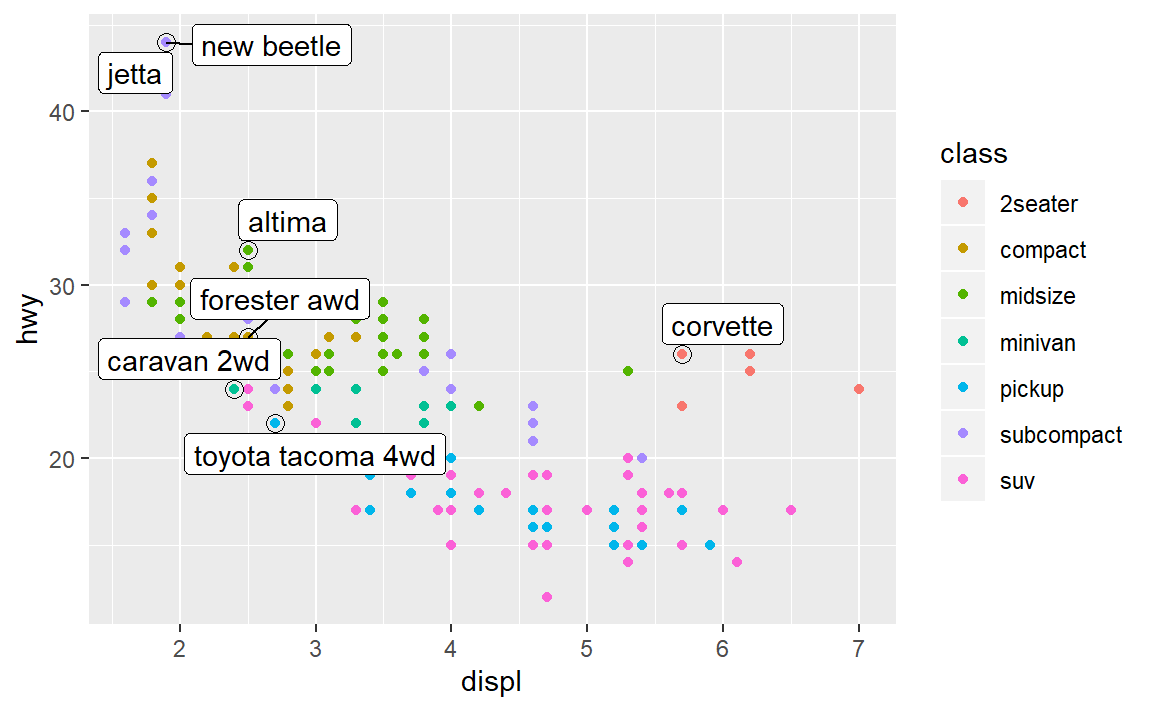 new beetle
jetta
40
altima
30
forester awd
corvette
caravan 2wd
toyota tacoma 4wd
20
hwy
2
3
4
5
6
7
displ
class
2seater
compact
midsize
minivan
pickup
subcompact
suv